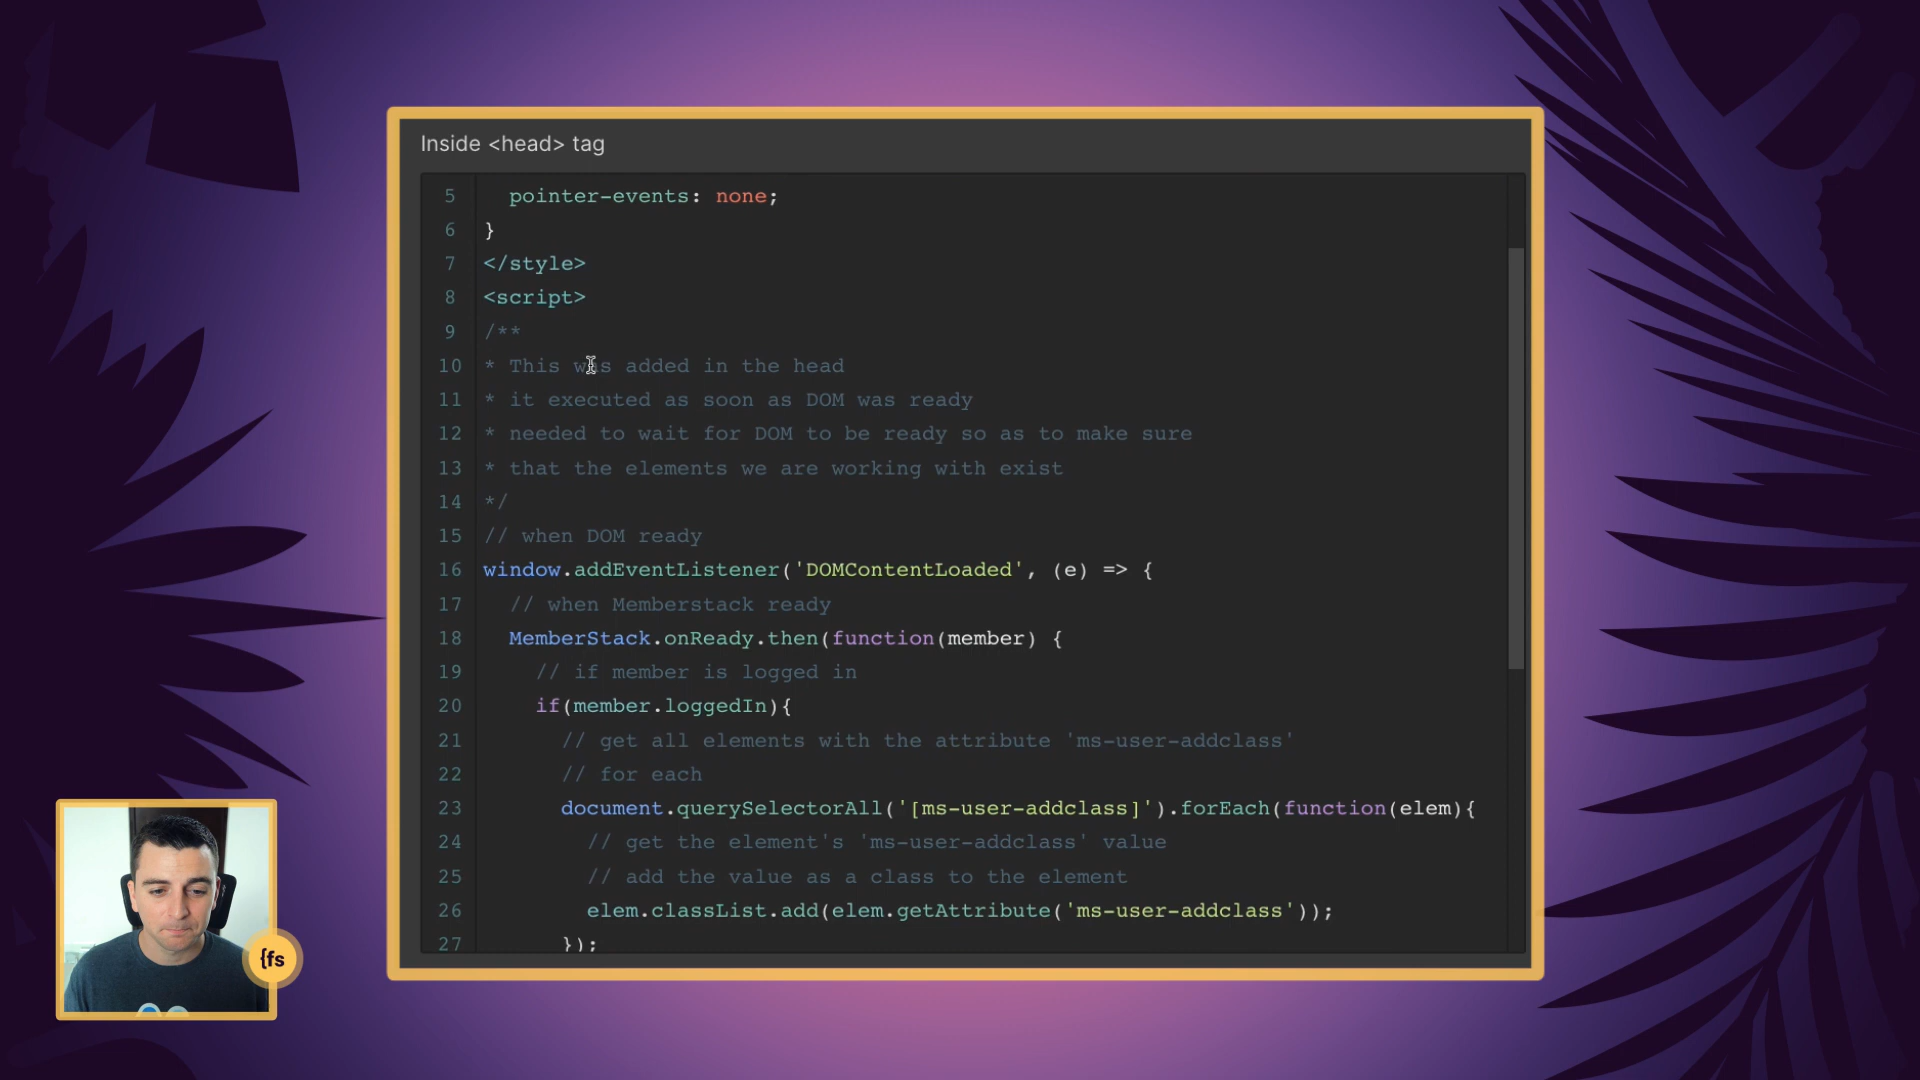 Inside <head> tag
5 pointer-events: none;
6 }
7 </style>
8 <script>
9 /**
10 * This was added in the head
11 * it executed as soon as DOM was ready
12 * needed to wait for DOM to be ready so as to make sure
13 * that the elements we are working with exist
14 */
15 // when DOM ready
16 window.addEventListener('DOMContentLoaded', (e) => {
17 // when Memberstack ready
18 MemberStack.onReady.then(function(member) {
19 // if member is logged in
20 if(member.loggedIn){
21 // get all elements with the attribute 'ms-user-addclass'
22 // for each
23 document.querySelectorAll('[ms-user-addclass]').forEach(function(elem){
24 // get the element's 'ms-user-addclass' value
25 // add the value as a class to the element
26 elem.classList.add(elem.getAttribute('ms-user-addclass'));
27 });
{fs